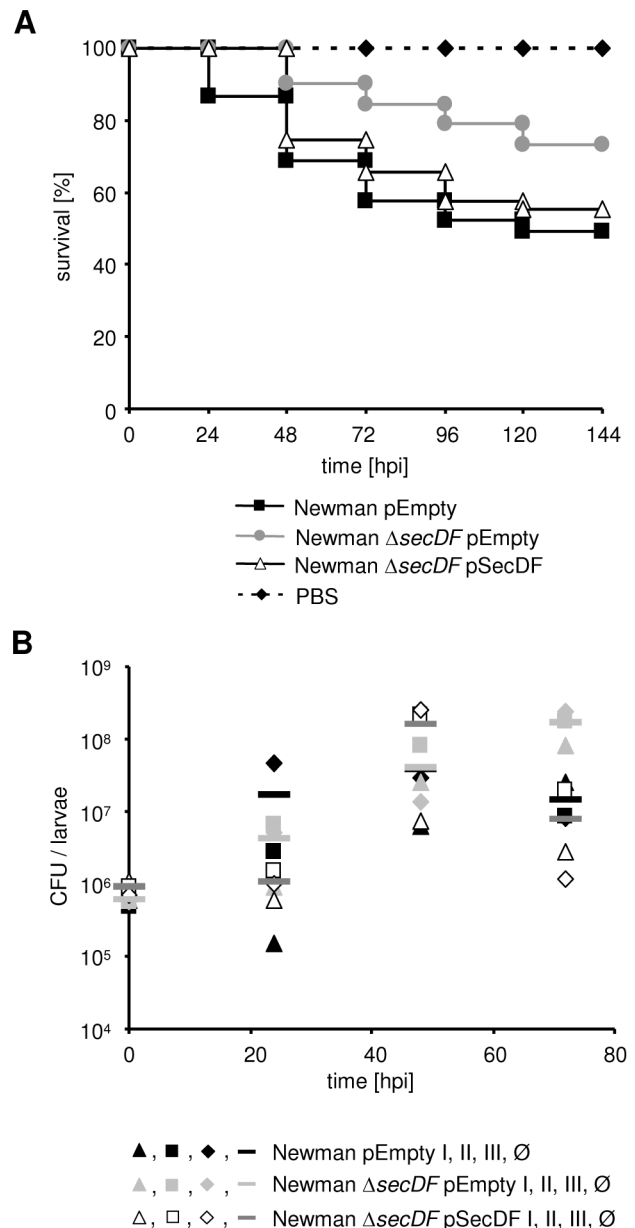 A
100
80
60
40
20
0
survival [%]
0 24 48 72 96 120 144
time [hpi]
Newman pEmpty
Newman ΔsecDF pEmpty
Newman ΔsecDF pSecDF
PBS
B
10⁹
10⁸
10⁷
10⁶
10⁵
10⁴
CFU / larvae
0 20 40 60 80
time [hpi]
, , , Newman pEmpty I, II, III, Ø
, , , Newman ΔsecDF pEmpty I, II, III, Ø
, , , Newman ΔsecDF pSecDF I, II, III, Ø